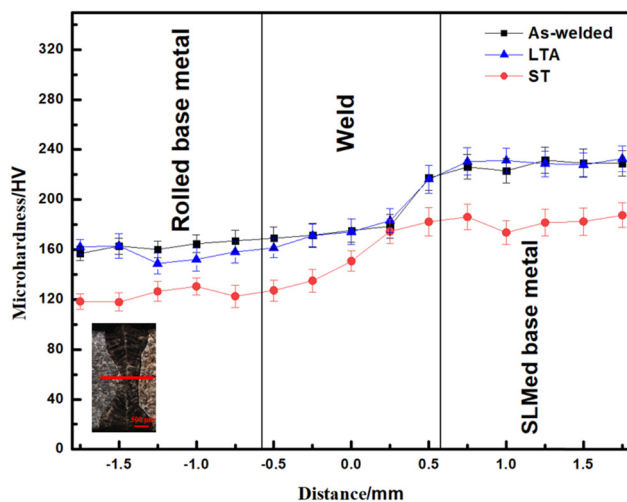 As-welded
LTA
ST
Rolled base metal
Weld
SLMed base metal
Microhardness/HV
320
280
240
200
160
120
80
40
0
-1.5
-1.0
-0.5
0.0
0.5
1.0
1.5
Distance/mm